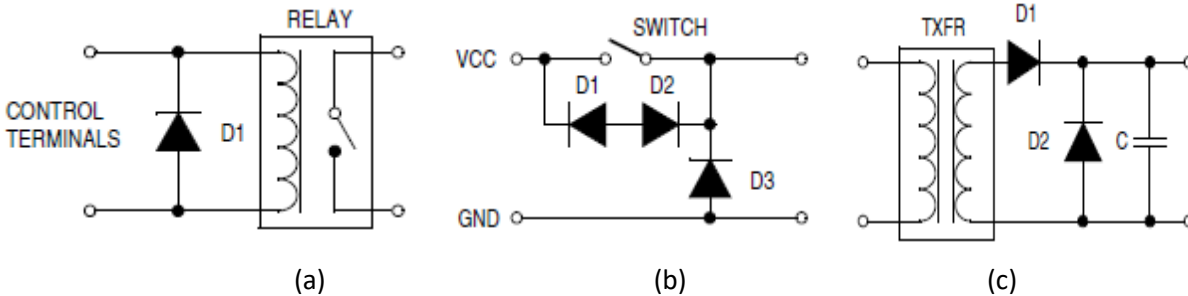 RELAY
CONTROL
TERMINALS
D1
(a)
SWITCH
VCC
D1
D2
D3
GND
(b)
D1
TXFR
D2
C
(c)